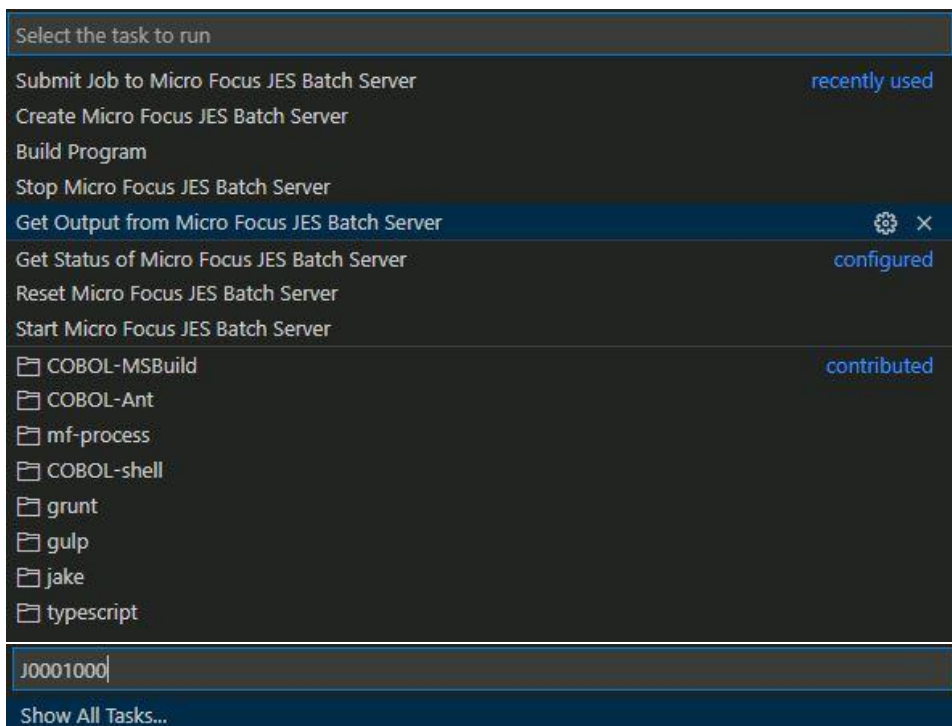 Select the task to run
Submit Job to Micro Focus JES Batch Server recently used
Create Micro Focus JES Batch Server
Build Program
Stop Micro Focus JES Batch Server
Get Output from Micro Focus JES Batch Server
Get Status of Micro Focus JES Batch Server configured
Reset Micro Focus JES Batch Server
Start Micro Focus JES Batch Server
COBOL-MSBuild contributed
COBOL-Ant
mf-process
COBOL-shell
grunt
gulp
jake
typescript
J0001000
Show All Tasks...